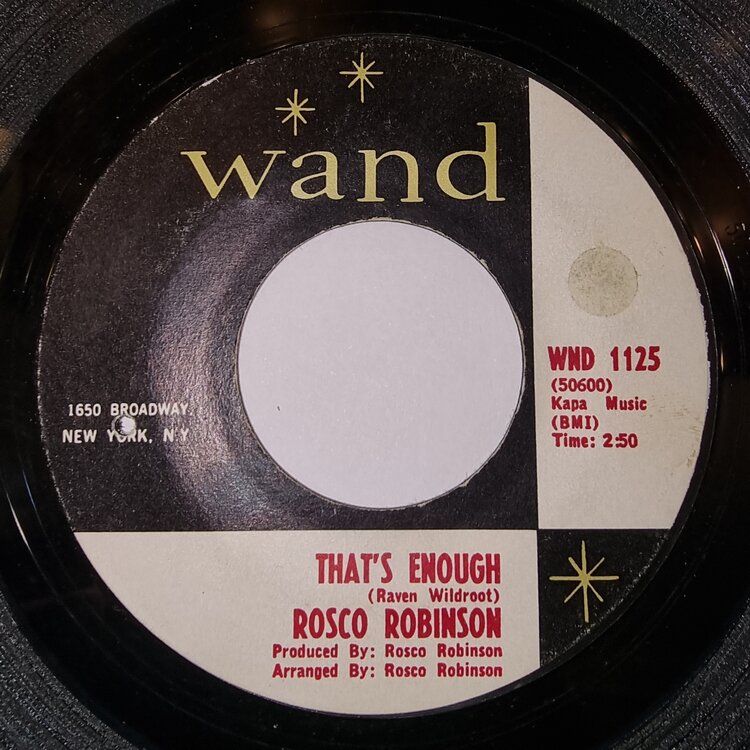 wand
WND 1125
(50600)
Kapa Music
(BMI)
Time: 2:50
1650 BROADWAY,
NEW YORK, N Y
THAT'S ENOUGH
(Raven Wildroot)
ROSCO ROBINSON
Produced By: Rosco Robinson
Arranged By: Rosco Robinson